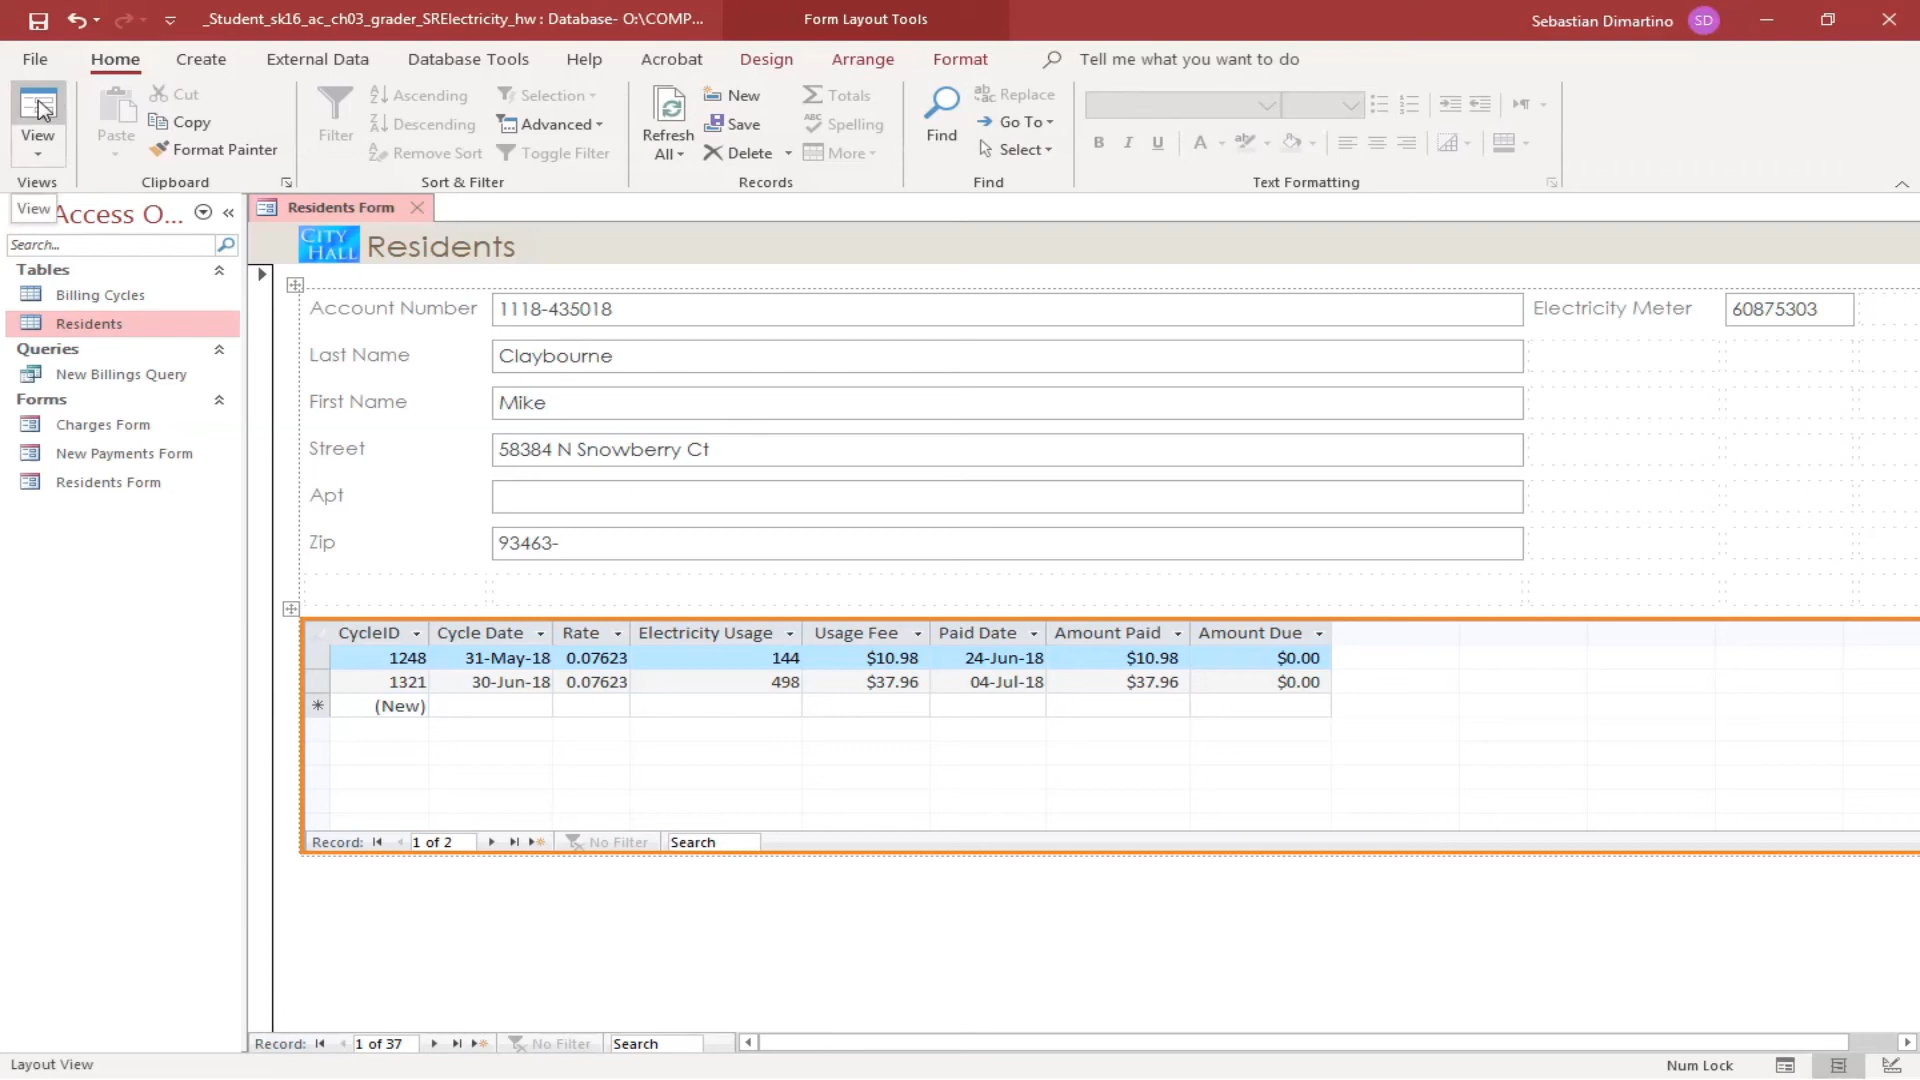 _Student_sk16_ac_ch03_grader_SRElectricity_hw : Database- O:\COMP... Form Layout Tools Sebastian Dimartino SD
File Home Create External Data Database Tools Help Acrobat Design Arrange Format Tell me what you want to do
View
Views
Paste
Cut
Copy
Format Painter
Clipboard
Filter
Ascending
Descending
Remove Sort
Selection
Advanced
Toggle Filter
Sort & Filter
Refresh
All
New
Save
Delete
Totals
Spelling
More
Records
Find
Replace
Go To
Select
Find
B I U A
Text Formatting
View
Access O...
Search...
Tables
Billing Cycles
Residents
Queries
New Billings Query
Forms
Charges Form
New Payments Form
Residents Form
Residents Form
CITY
HALL
Residents
Account Number 1118-435018 Electricity Meter 60875303
Last Name Claybourne
First Name Mike
Street 58384 N Snowberry Ct
Apt
Zip 93463-
CycleID Cycle Date Rate Electricity Usage Usage Fee Paid Date Amount Paid Amount Due
1248 31-May-18 0.07623 144 $10.98 24-Jun-18 $10.98 $0.00
1321 30-Jun-18 0.07623 498 $37.96 04-Jul-18 $37.96 $0.00
(New)
Record: 1 of 2 No Filter Search
Record: 1 of 37 No Filter Search
Layout View Num Lock